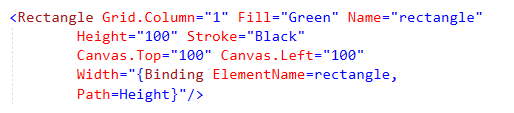 <Rectangle Grid.Column="1" Fill="Green" Name="rectangle"
Height="100" Stroke="Black"
Canvas.Top="100" Canvas.Left="100"
Width="{Binding ElementName=rectangle,
Path=Height}"/>